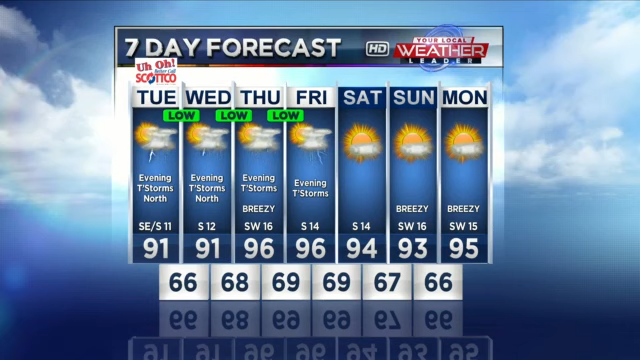 7 DAY FORECAST
HD
YOUR LOCAL
WEATHER
LEADER
Uh Oh!
Better Call
SCOTTCO
TUE WED THU FRI SAT SUN MON
LOW LOW LOW
Evening T'Storms North
Evening T'Storms North
Evening T'Storms
Evening T'Storms
BREEZY BREEZY BREEZY
SE/S 11 S 12 SW 16 S 14 S 14 SW 16 SW 15
91 91 96 96 94 93 95
66 68 69 69 67 66